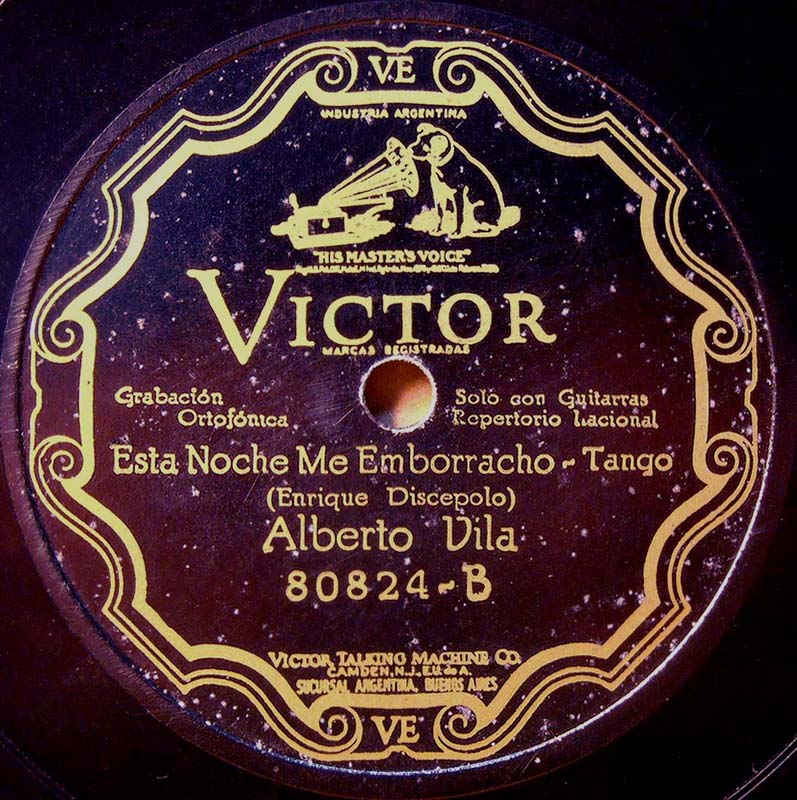 VE
INDUSTRIA ARGENTINA
"HIS MASTER'S VOICE"
VICTOR
MARCAS REGISTRADAS
Grabación
Ortofónica
Solo con Guitarras
Repertorio Nacional
Esta Noche Me Emborracho - Tango
(Enrique Discepolo)
Alberto Vila
80824-B
VICTOR TALKING MACHINE CO.
CAMDEN, N.J., E.U. de A.
SUCURSAL ARGENTINA, BUENOS AIRES
VE